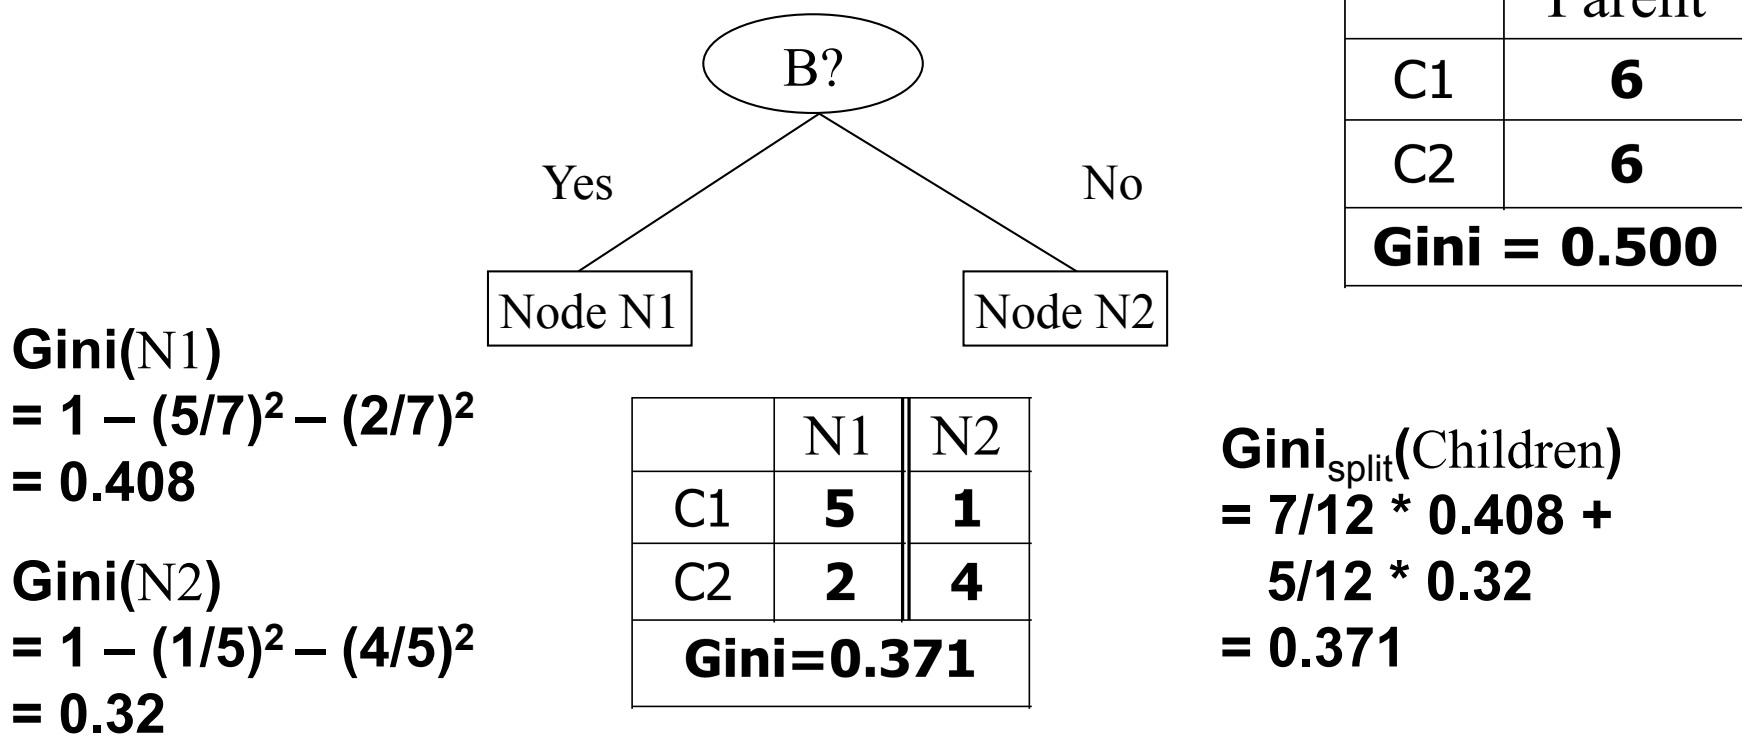 B?
Parent
C1 6
C2 6
Gini = 0.500
Yes No
Node N1 Node N2
Gini(N1)
= 1 – (5/7)² – (2/7)²
= 0.408
Gini(N2)
= 1 – (1/5)² – (4/5)²
= 0.32
N1 N2
C1 5 1
C2 2 4
Gini=0.371
Gini_split(Children)
= 7/12 * 0.408 +
5/12 * 0.32
= 0.371